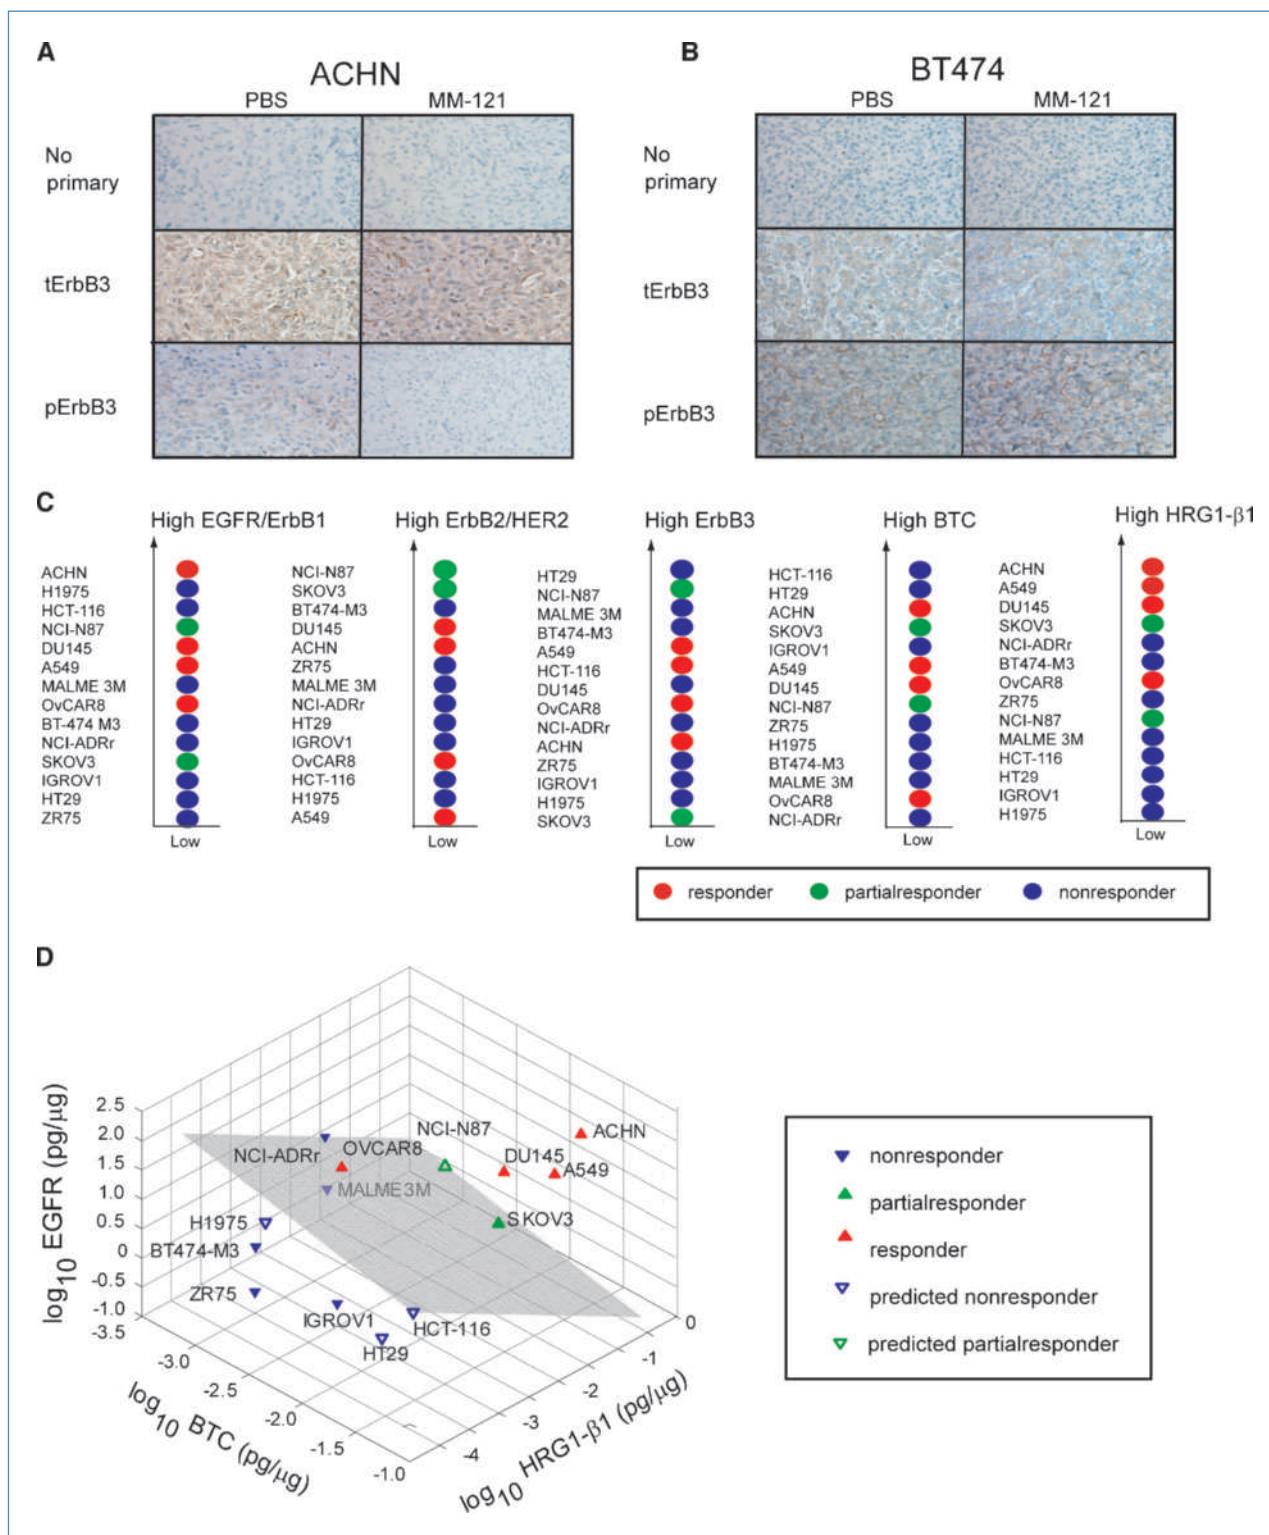 A
ACHN
PBS
MM-121
No
primary
tErbB3
pErbB3
B
BT474
PBS
MM-121
No
primary
tErbB3
pErbB3
C
High EGFR/ErbB1
ACHN
H1975
HCT-116
NCI-N87
DU145
A549
MALME 3M
OvCAR8
BT-474 M3
NCI-ADRr
SKOV3
IGROV1
HT29
ZR75
Low
High ErbB2/HER2
NCI-N87
SKOV3
BT474-M3
DU145
ACHN
ZR75
MALME 3M
NCI-ADRr
HT29
IGROV1
OvCAR8
HCT-116
H1975
A549
Low
High ErbB3
HT29
NCI-N87
MALME 3M
BT474-M3
A549
HCT-116
DU145
OvCAR8
NCI-ADRr
ACHN
ZR75
IGROV1
H1975
SKOV3
Low
High BTC
HCT-116
HT29
ACHN
SKOV3
IGROV1
A549
DU145
NCI-N87
ZR75
H1975
BT474-M3
MALME 3M
OvCAR8
NCI-ADRr
Low
High HRG1-β1
ACHN
A549
DU145
SKOV3
NCI-ADRr
BT474-M3
OvCAR8
ZR75
NCI-N87
MALME 3M
HCT-116
HT29
IGROV1
H1975
Low
responder
partialresponder
nonresponder
D
log10 EGFR (pg/µg)
2.5
2.0
1.5
1.0
0.5
0
-0.5
-1.0
-3.5
-3.0
-2.5
-2.0
-1.5
-1.0
log10 BTC (pg/µg)
-4
-3
-2
-1
0
log10 HRG1-β1 (pg/µg)
NCI-N87
ACHN
NCI-ADRr
OVCAR8
DU145
A549
MALME3M
H1975
SKOV3
BT474-M3
ZR75
IGROV1
HCT-116
HT29
nonresponder
partialresponder
responder
predicted nonresponder
predicted partialresponder